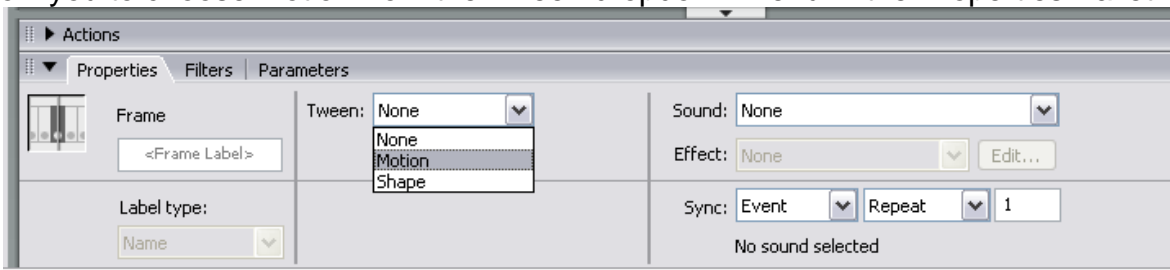 Actions
Properties Filters Parameters
Frame
<Frame Label>
Label type:
Name
Tween: None
None
Motion
Shape
Sound: None
Effect: None Edit...
Sync: Event Repeat 1
No sound selected